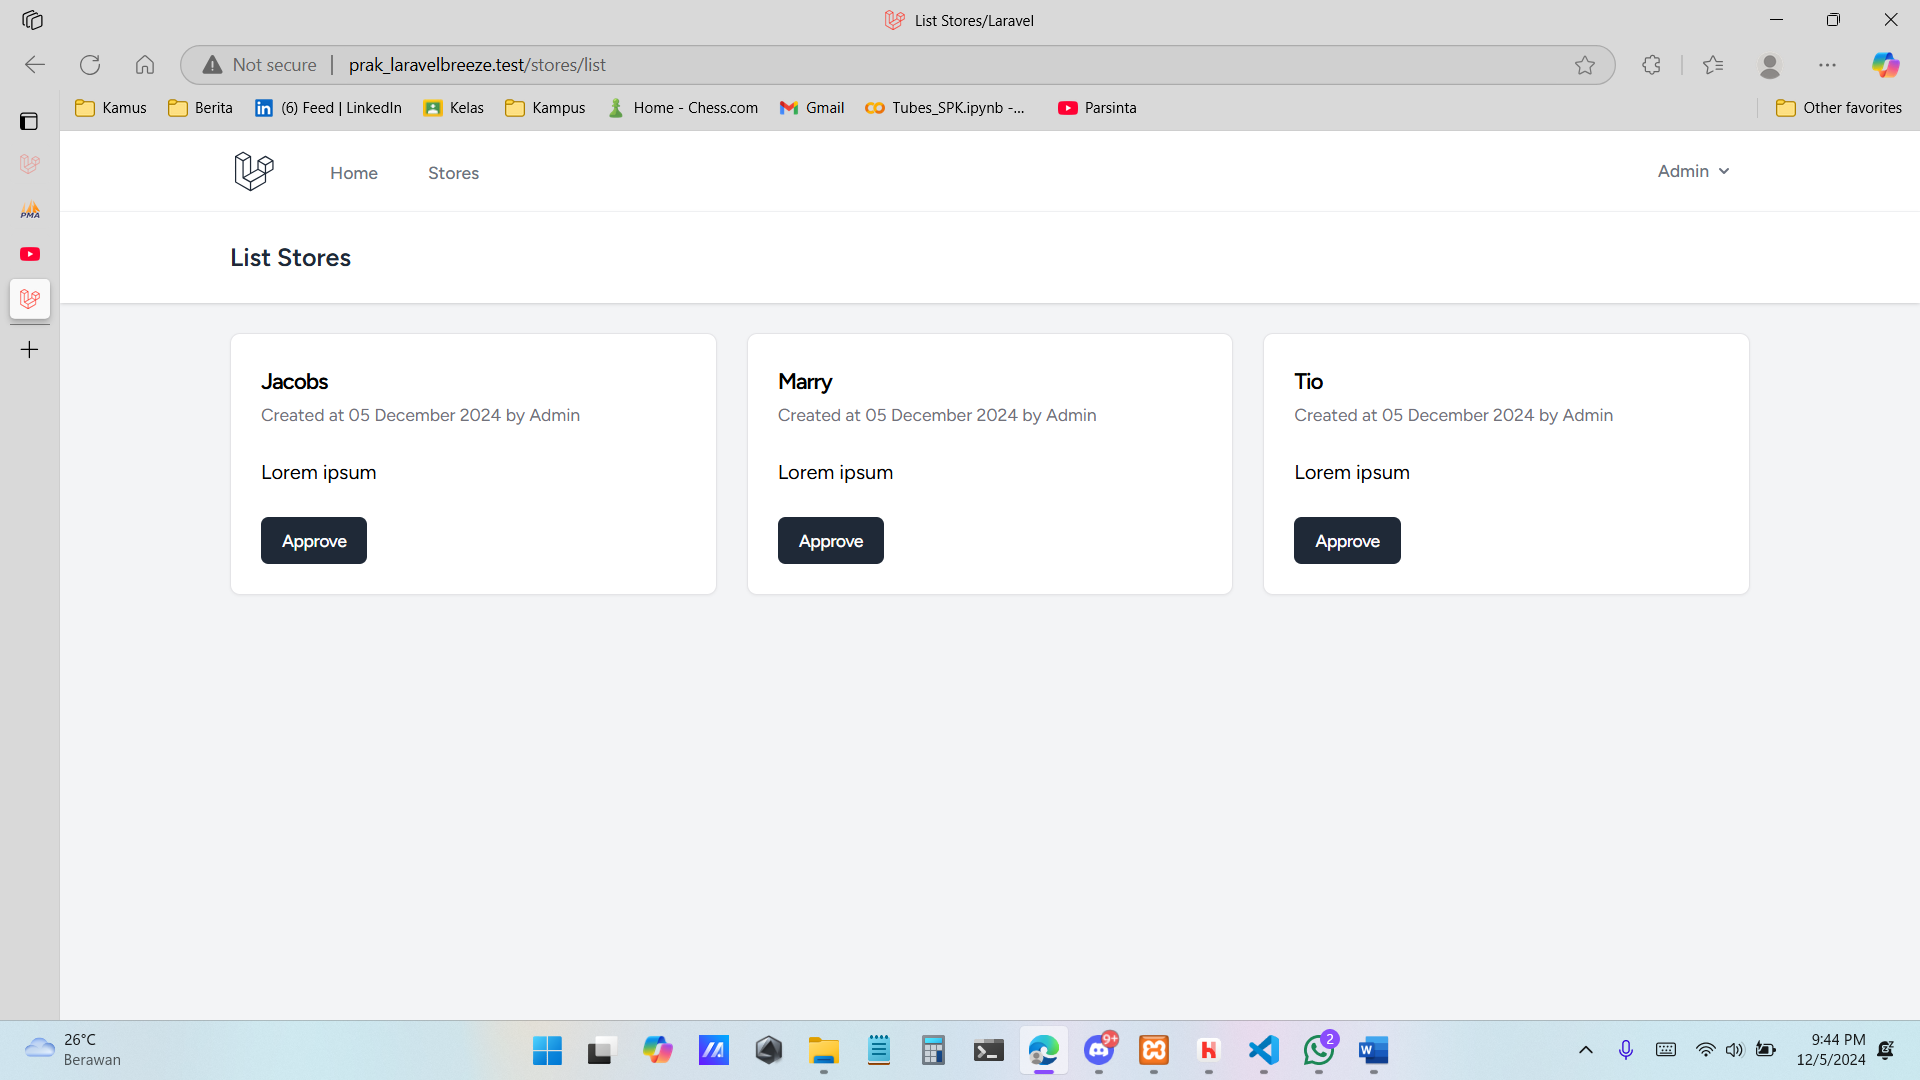 List Stores/Laravel
Not secure
prak_laravelbreeze.test/stores/list
Kamus
Berita
(6) Feed | LinkedIn
Kelas
Kampus
Home - Chess.com
Gmail
Tubes_SPK.ipynb -...
Parsinta
Other favorites
PMA
Home
Stores
Admin
List Stores
Jacobs
Created at 05 December 2024 by Admin
Lorem ipsum
Approve
Marry
Created at 05 December 2024 by Admin
Lorem ipsum
Approve
Tio
Created at 05 December 2024 by Admin
Lorem ipsum
Approve
26°C
Berawan
9+
2
9:44 PM
12/5/2024